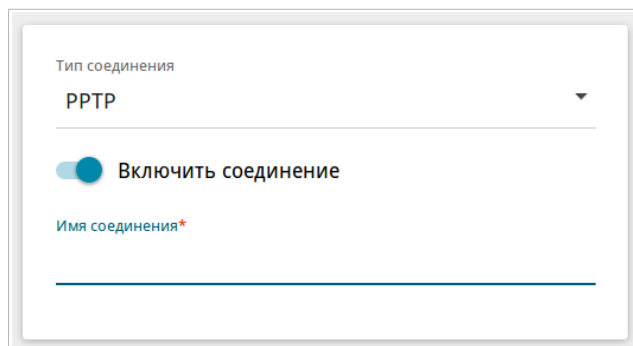 Тип соединения
PPTP
Включить соединение
Имя соединения*